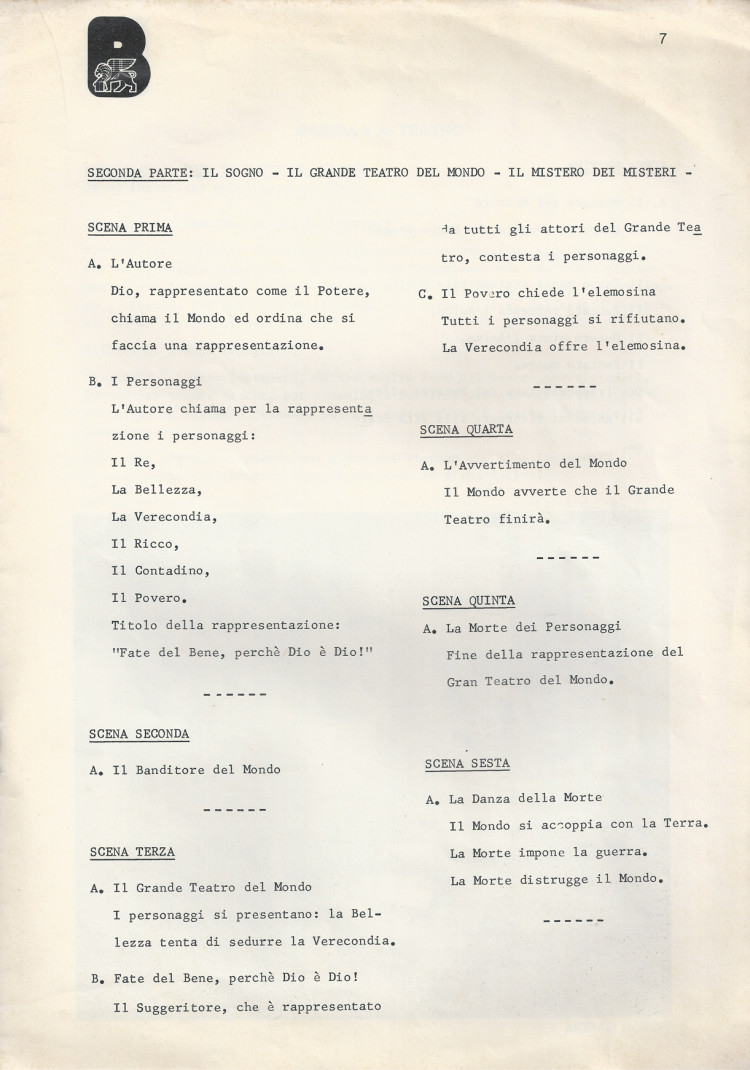 B
7
SECONDA PARTE: IL SOGNO - IL GRANDE TEATRO DEL MONDO - IL MISTERO DEI MISTERI -
SCENA PRIMA
A. L'Autore
Dio, rappresentato come il Potere,
chiama il Mondo ed ordina che si
faccia una rappresentazione.
B. I Personaggi
L'Autore chiama per la rappresenta
zione i personaggi:
Il Re,
La Bellezza,
La Verecondia,
Il Ricco,
Il Contadino,
Il Povero.
Titolo della rappresentazione:
"Fate del Bene, perchè Dio è Dio!"
------
SCENA SECONDA
A. Il Banditore del Mondo
------
SCENA TERZA
A. Il Grande Teatro del Mondo
I personaggi si presentano: la Bel-
lezza tenta di sedurre la Verecondia.
B. Fate del Bene, perchè Dio è Dio!
Il Suggeritore, che è rappresentato
da tutti gli attori del Grande Tea
tro, contesta i personaggi.
C. Il Povero chiede l'elemosina
Tutti i personaggi si rifiutano.
La Verecondia offre l'elemosina.
------
SCENA QUARTA
A. L'Avvertimento del Mondo
Il Mondo avverte che il Grande
Teatro finirà.
------
SCENA QUINTA
A. La Morte dei Personaggi
Fine della rappresentazione del
Gran Teatro del Mondo.
SCENA SESTA
A. La Danza della Morte
Il Mondo si accoppia con la Terra.
La Morte impone la guerra.
La Morte distrugge il Mondo.
------